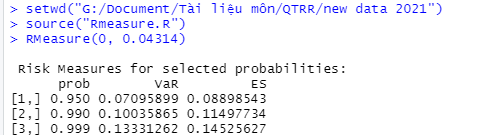 > setwd("G:/Document/Tài liệu môn/QTRR/new data 2021")
> source("Rmeasure.R")
> RMeasure(0, 0.04314)
Risk Measures for selected probabilities:
prob VaR ES
[1,] 0.950 0.07095899 0.08898543
[2,] 0.990 0.10035865 0.11497734
[3,] 0.999 0.13331262 0.14525627